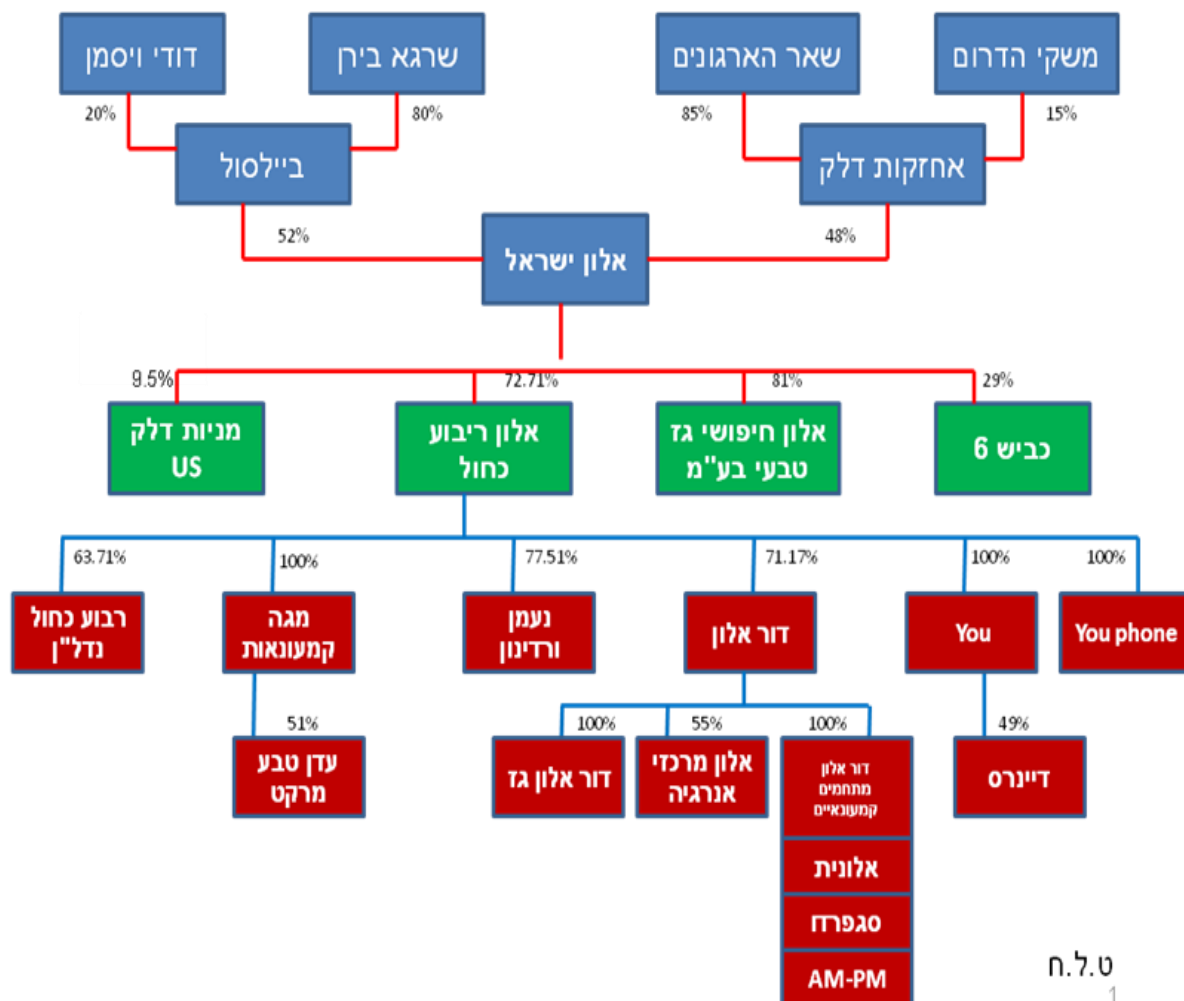 משקי הדרום
שאר הארגונים
שרגא בירן
דודי ויסמן
15%
85%
80%
20%
אחזקות דלק
ביילסול
48%
52%
אלון ישראל
29%
81%
72.71%
9.5%
כביש 6
אלון חיפושי גז
טבעי בע"מ
אלון ריבוע
כחול
מניות דלק
US
100%
100%
71.17%
77.51%
100%
63.71%
You phone
You
דור אלון
נעמן
ורדינון
מגה
קמעונאות
רבוע כחול
נדל"ן
49%
100%
55%
100%
51%
דיינרס
דור אלון
מתחמים
קמעונאיים
אלון מרכזי
אנרגיה
דור אלון גז
עדן טבע
מרקט
אלונית
סגפרדו
AM-PM
ט.ל.ח
1